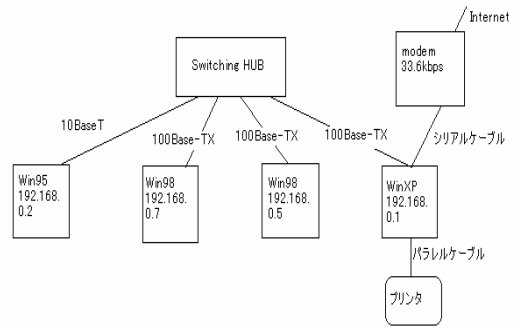 Internet
modem
33.6kbps
Switching HUB
10BaseT
100Base-TX
100Base-TX
100Base-TX
シリアルケーブル
Win95
192.168.
0.2
Win98
192.168.
0.7
Win98
192.168.
0.5
WinXP
192.168.
0.1
パラレルケーブル
プリンタ